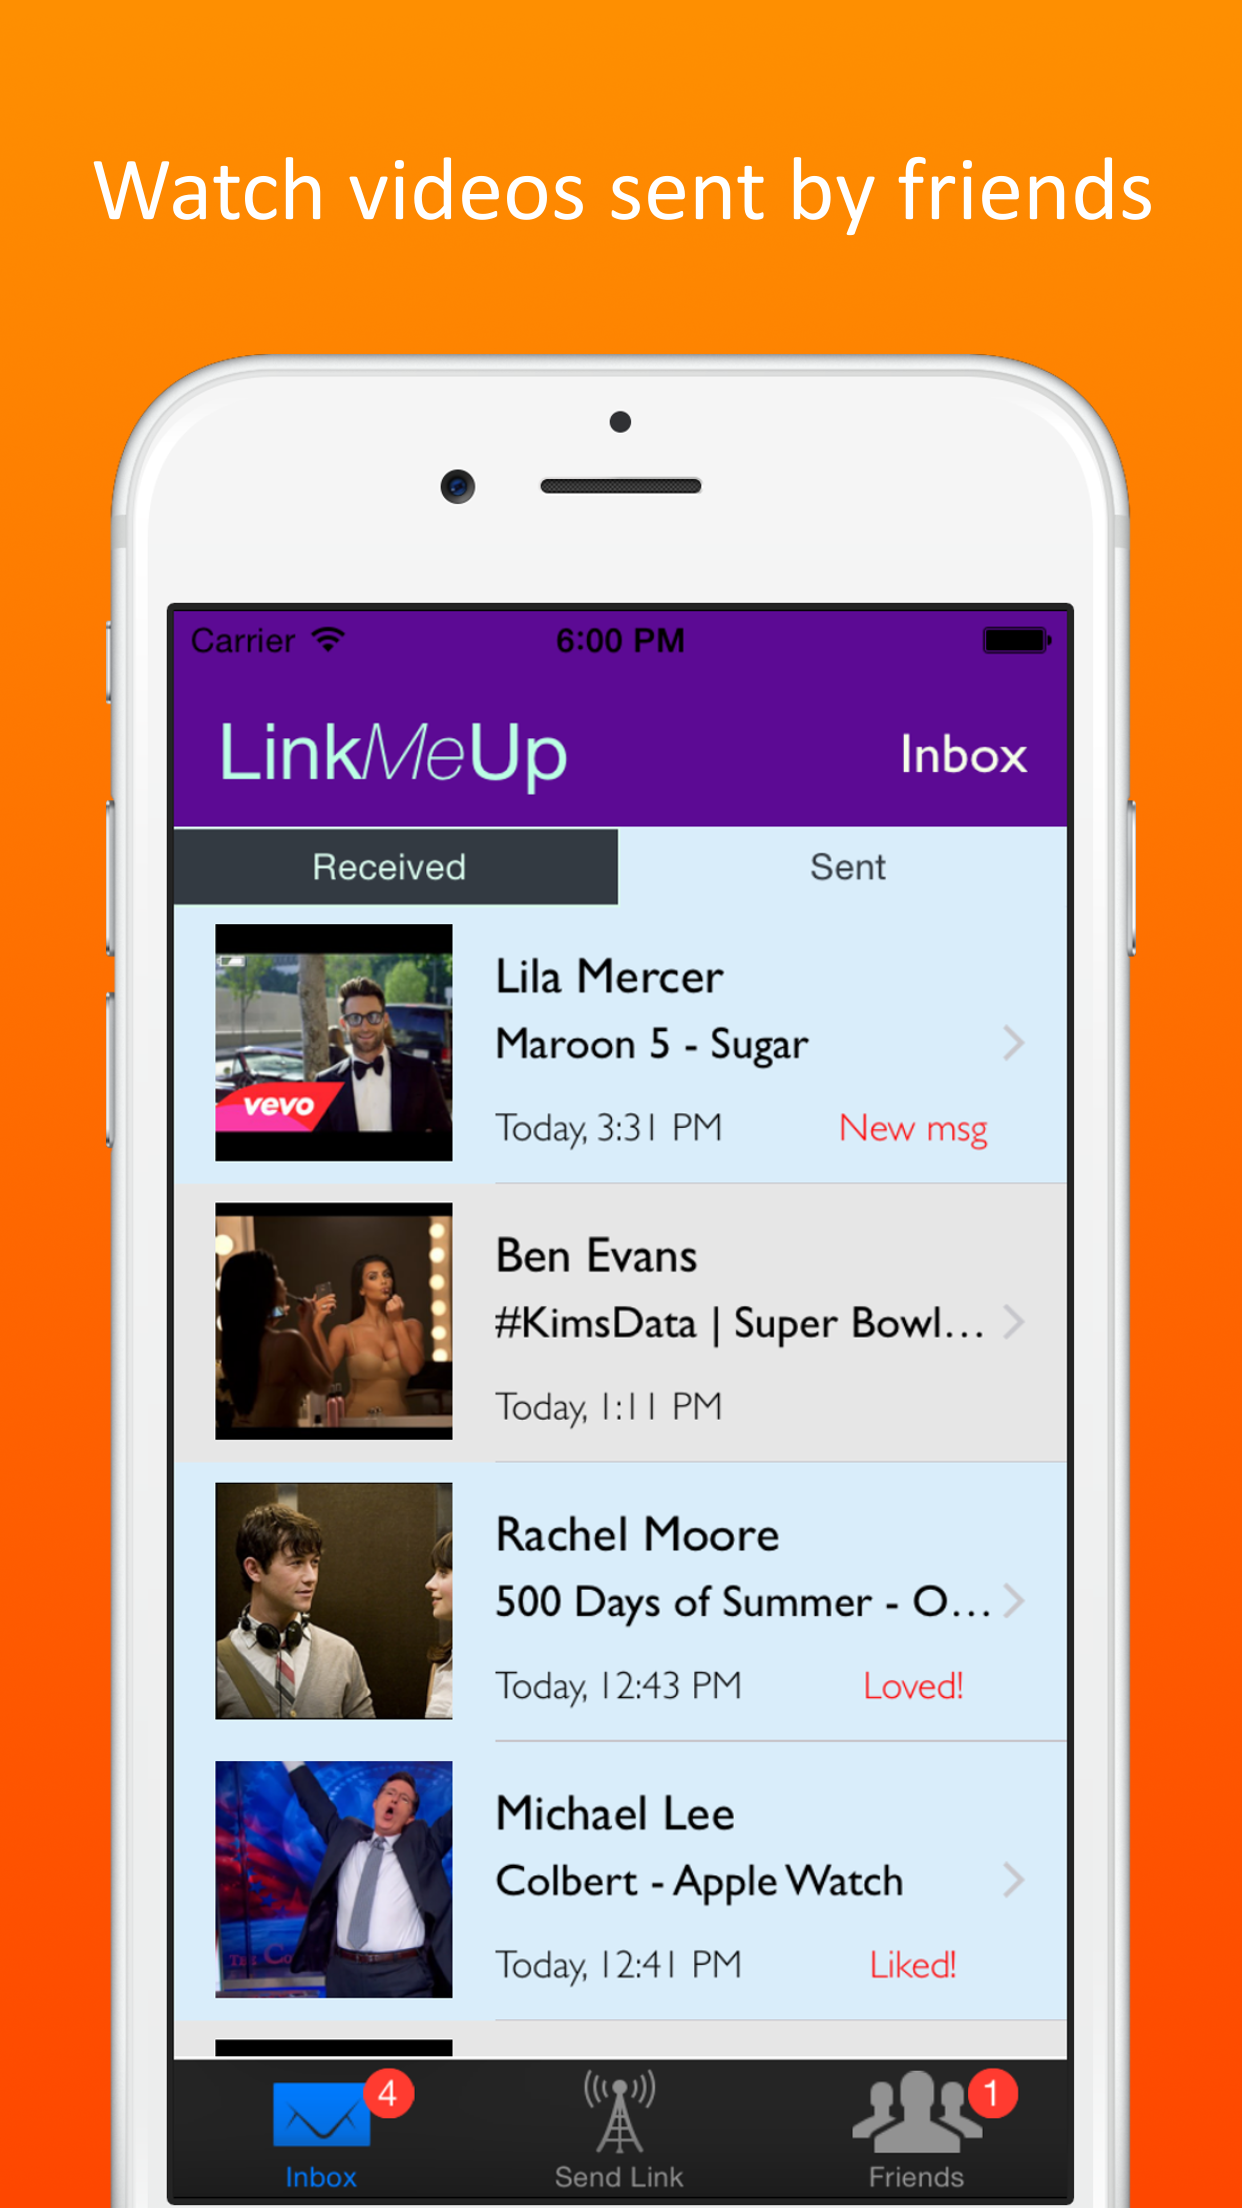 Watch videos sent by friends
Carrier 6:00 PM
LinkMeUp Inbox
Received Sent
Lila Mercer
Maroon 5 - Sugar
Today, 3:31 PM New msg
vevo
Ben Evans
#KimsData | Super Bowl...
Today, 1:11 PM
Rachel Moore
500 Days of Summer - O...
Today, 12:43 PM Loved!
Michael Lee
Colbert - Apple Watch
Today, 12:41 PM Liked!
4 1
Inbox Send Link Friends